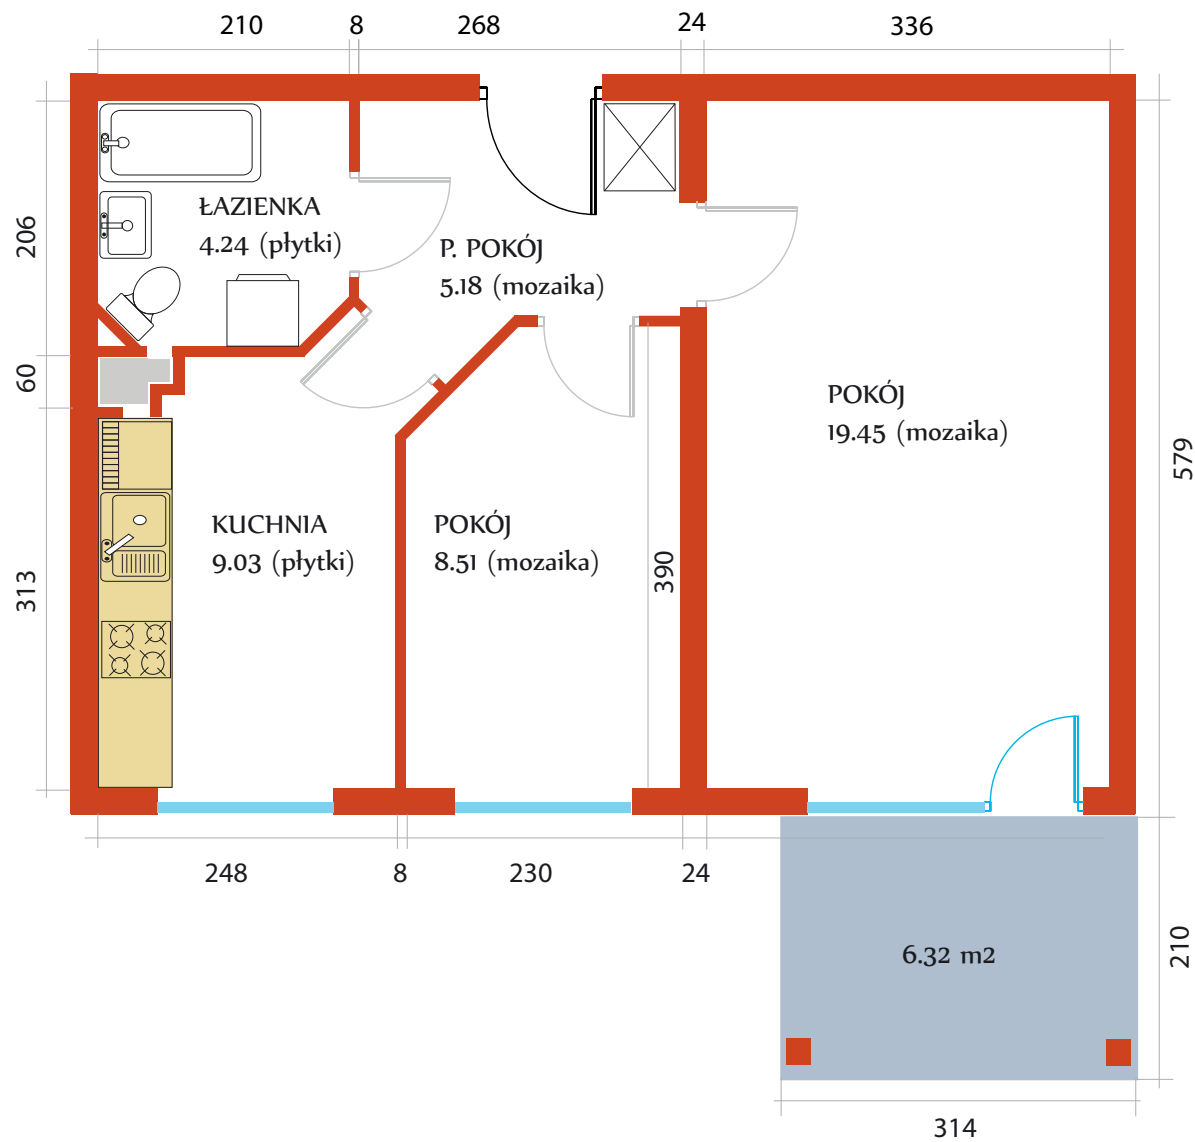 210
8
268
24
336
206
60
313
ŁAZIENKA
4.24 (płytki)
P. POKÓJ
5.18 (mozaika)
POKÓJ
19.45 (mozaika)
579
KUCHNIA
9.03 (płytki)
POKÓJ
8.51 (mozaika)
390
248
8
230
24
6.32 m2
210
314